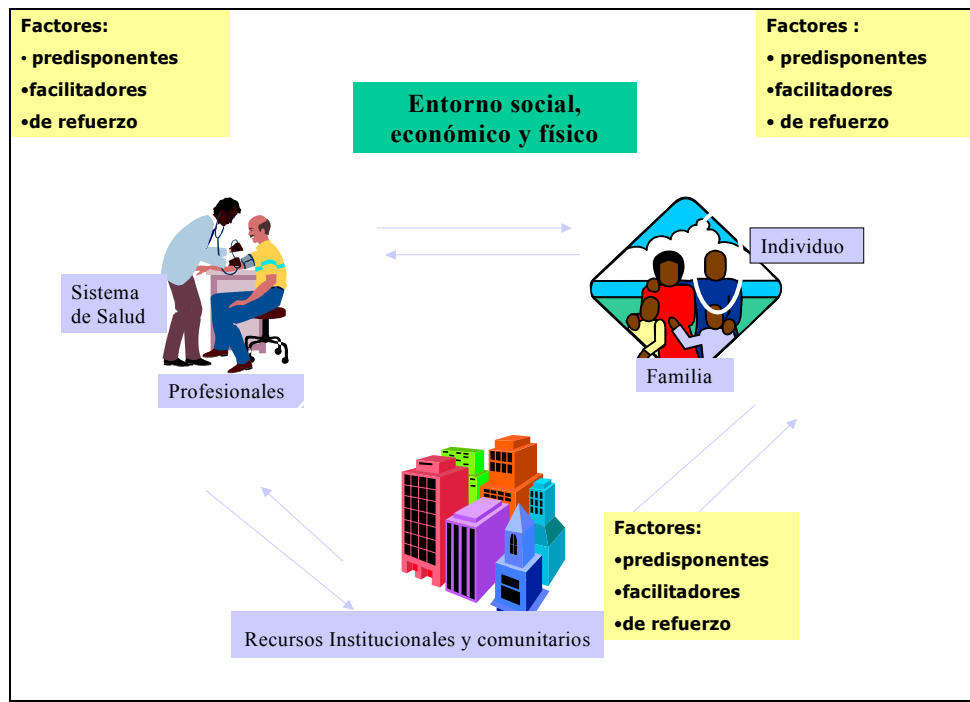 Factores:
• predisponentes
•facilitadores
•de refuerzo
Factores :
• predisponentes
•facilitadores
• de refuerzo
Entorno social,
económico y físico
Individuo
Sistema
de Salud
Familia
Profesionales
Factores:
•predisponentes
•facilitadores
•de refuerzo
Recursos Institucionales y comunitarios